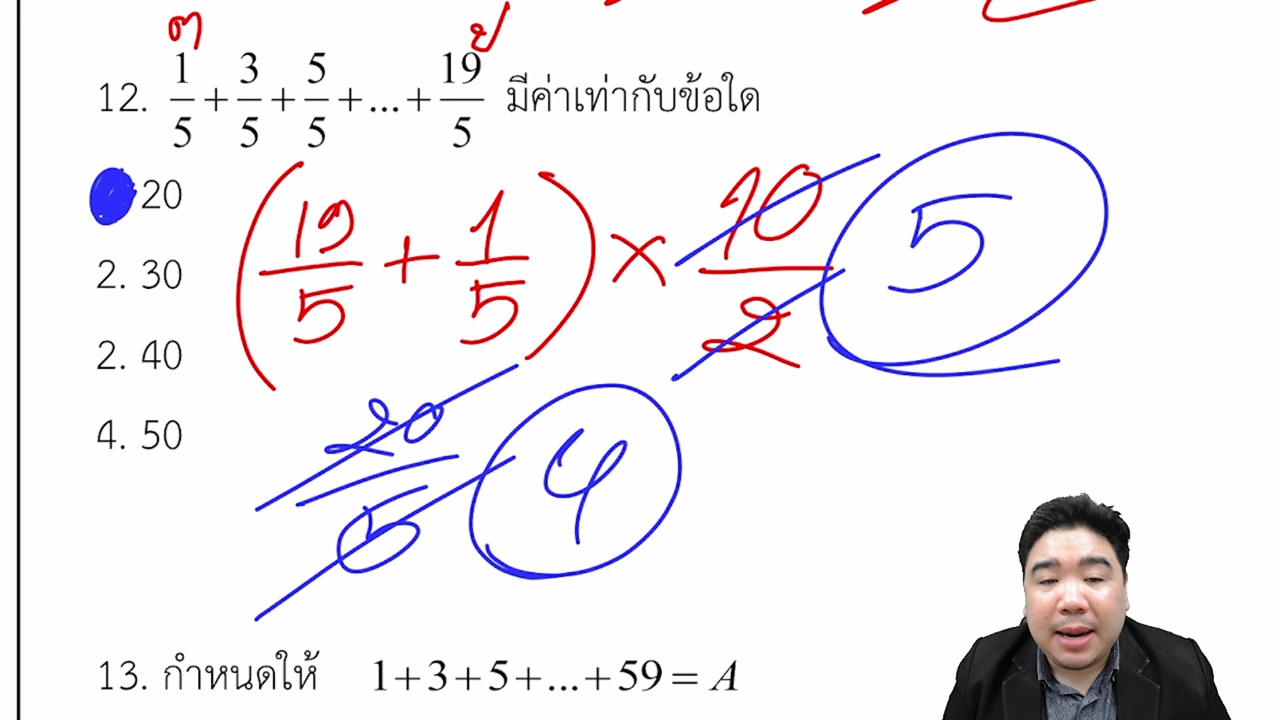 ต ป
12. 1/5 + 3/5 + 5/5 + ... + 19/5 มีค่าเท่ากับข้อใด
20
(19/5 + 1/5) × 10/2 5
2. 30
2. 40
20/5 4
4. 50
13. กำหนดให้ 1+3+5+...+59 = A